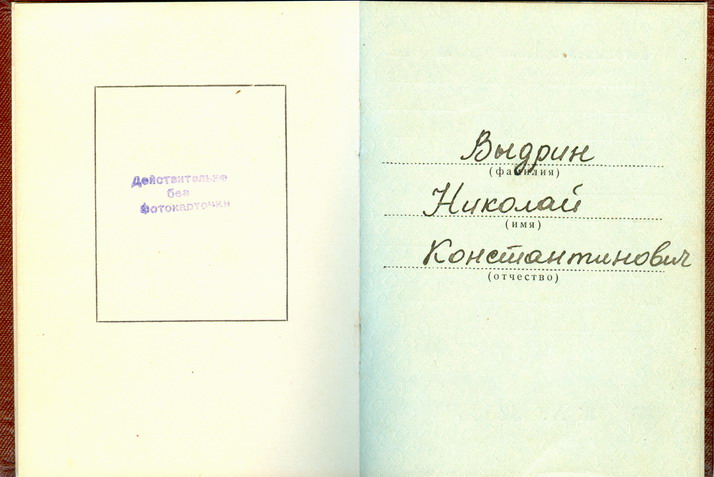 Действительно
без
фотокарточки
Выдрин
(фамилия)
Николай
(имя)
Константинович
(отчество)